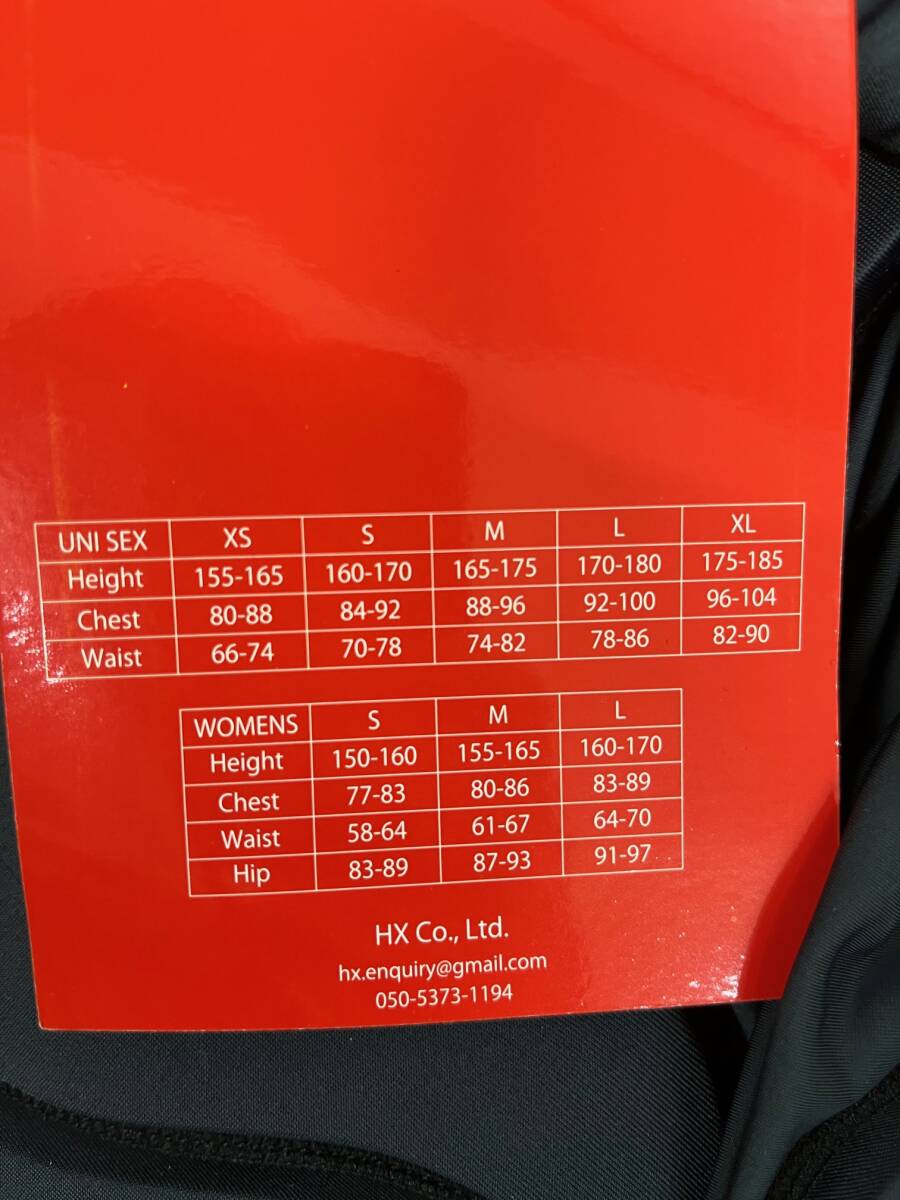 UNI SEX XS S M L XL
Height 155-165 160-170 165-175 170-180 175-185
Chest 80-88 84-92 88-96 92-100 96-104
Waist 66-74 70-78 74-82 78-86 82-90
WOMENS S M L
Height 150-160 155-165 160-170
Chest 77-83 80-86 83-89
Waist 58-64 61-67 64-70
Hip 83-89 87-93 91-97
HX Co., Ltd.
hx.enquiry@gmail.com
050-5373-1194